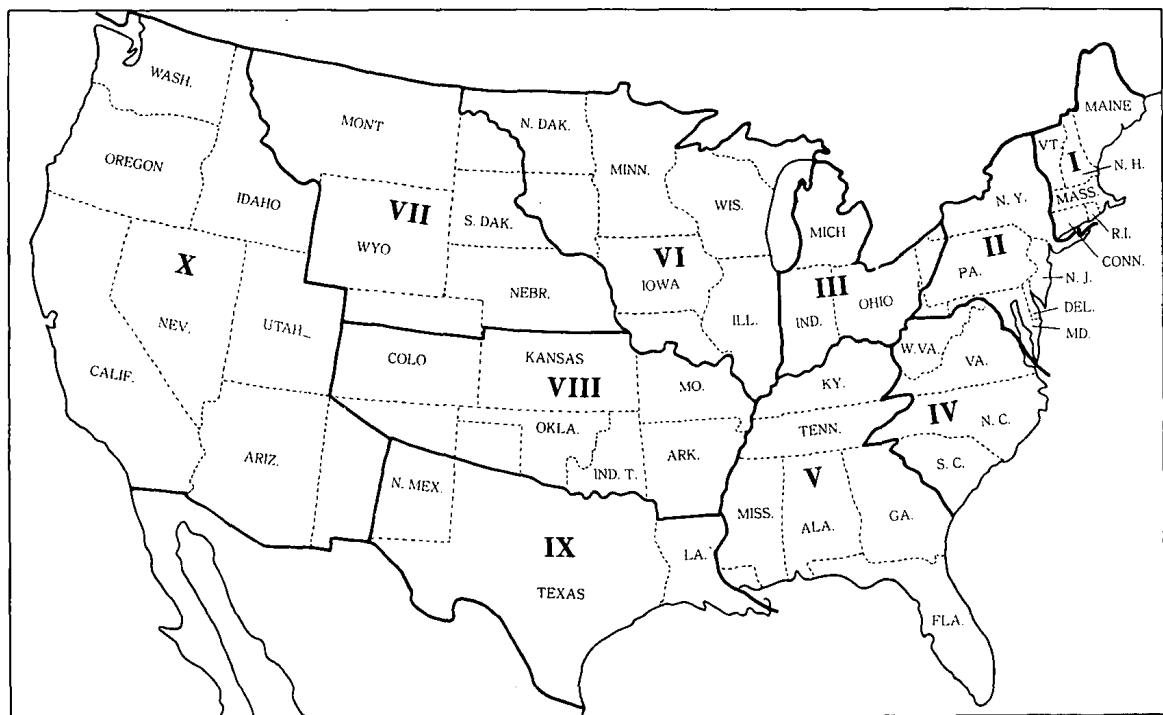 WASH.
MONT
N. DAK.
MINN.
MAINE
VT.
I
N. H.
OREGON
IDAHO
VII
S. DAK.
WIS.
MICH
N. Y.
MASS.
R.I.
CONN.
WYO
X
VI
IOWA
NEBR.
III
IND.
OHIO
II
PA.
N. J.
DEL.
MD.
NEV.
UTAH
ILL.
COLO
KANSAS
VIII
MO.
W.VA.
VA.
KY.
CALIF.
IV
N. C.
TENN.
OKLA.
ARIZ.
IND. T.
ARK.
S. C.
N. MEX.
V
MISS.
ALA.
GA.
IX
TEXAS
LA.
FLA.